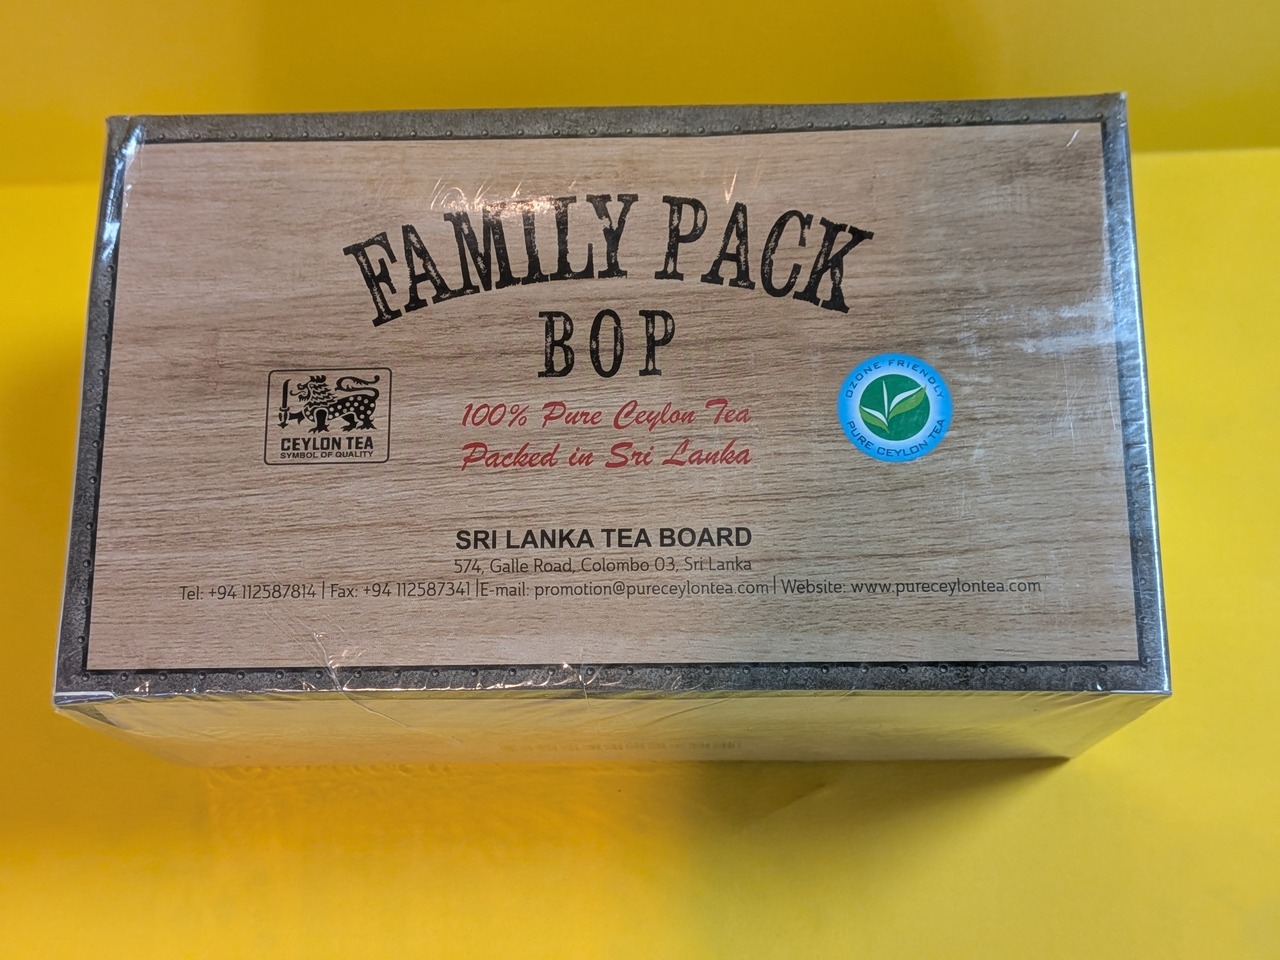 FAMILY PACK
BOP
CEYLON TEA
SYMBOL OF QUALITY
100% Pure Ceylon Tea
Packed in Sri Lanka
OZONE FRIENDLY
PURE CEYLON TEA
SRI LANKA TEA BOARD
574, Galle Road, Colombo 03, Sri Lanka
Tel: +94 112587814 | Fax: +94 112587341 |E-mail: promotion@pureceylontea.com | Website: www.pureceylontea.com